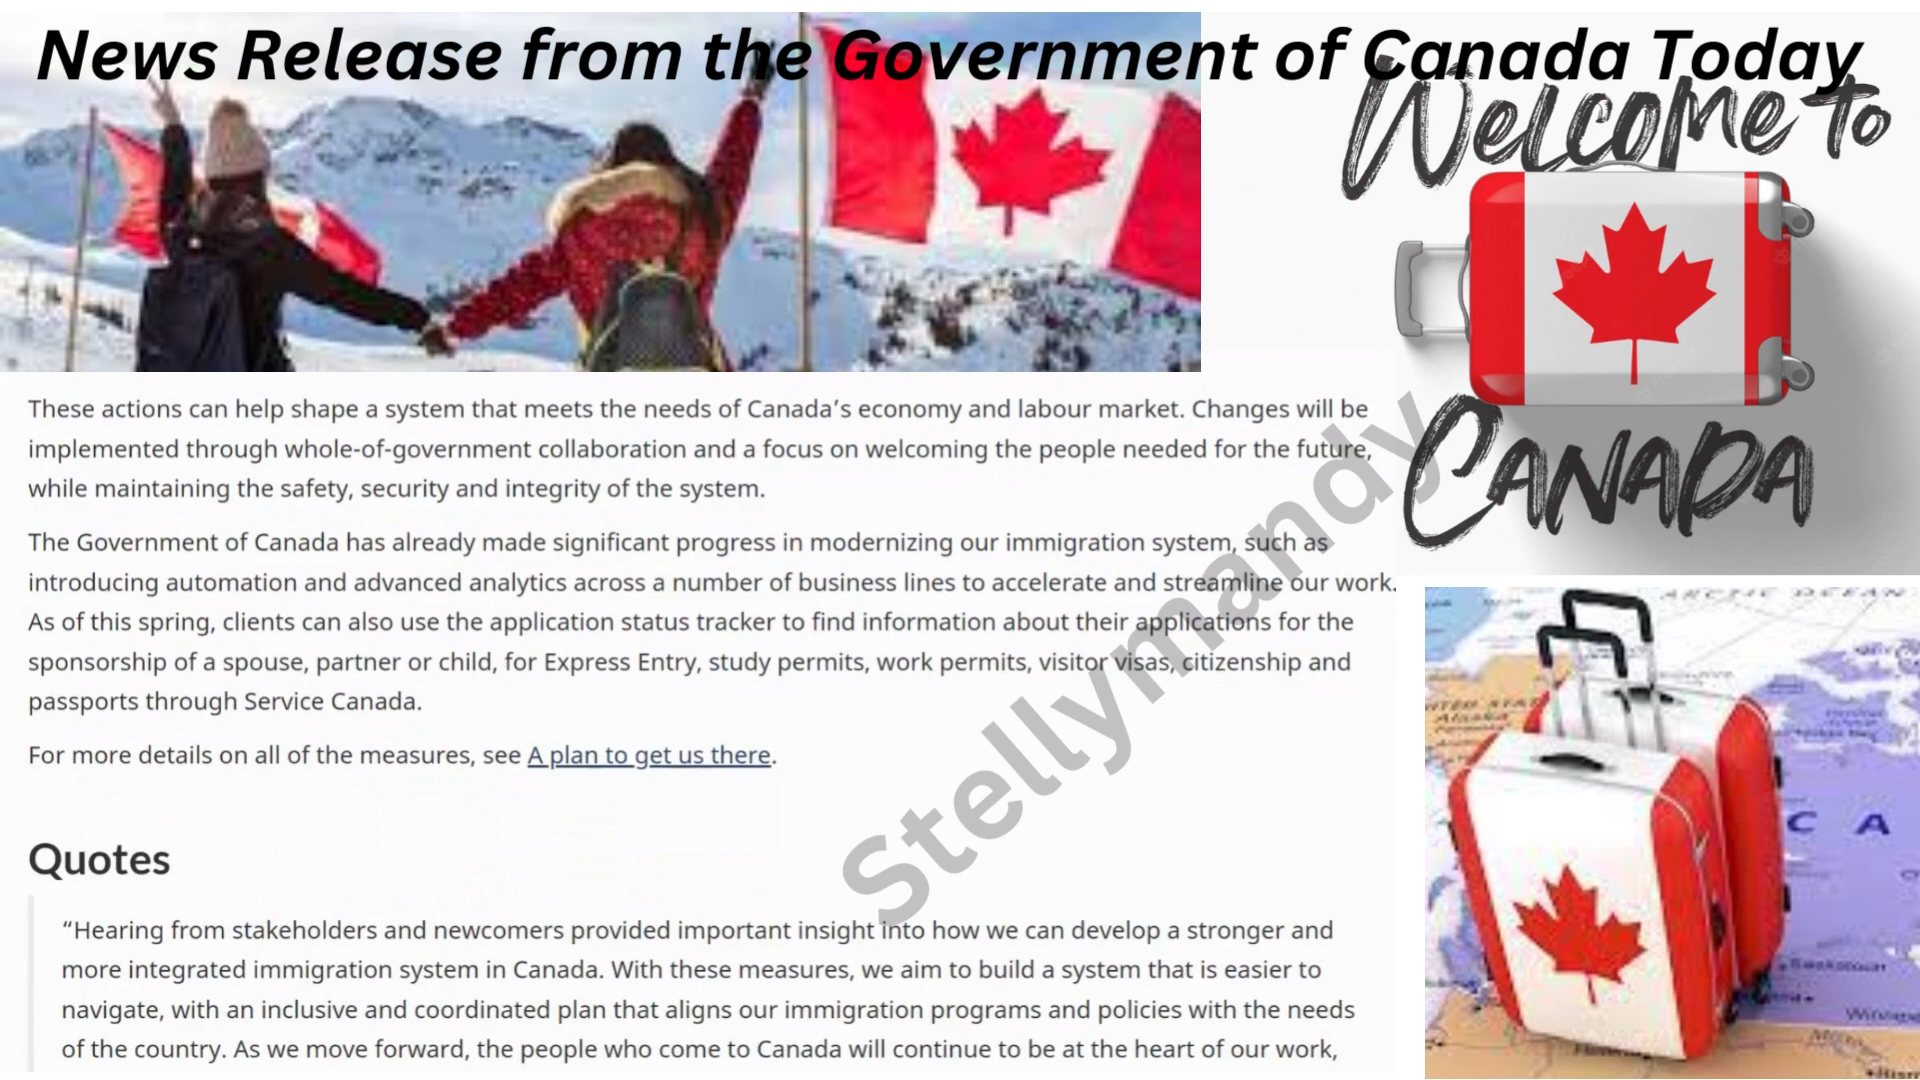 News Release from the Government of Canada Today
Welcome to
CANADA
These actions can help shape a system that meets the needs of Canada’s economy and labour market. Changes will be
implemented through whole-of-government collaboration and a focus on welcoming the people needed for the future,
while maintaining the safety, security and integrity of the system.
The Government of Canada has already made significant progress in modernizing our immigration system, such as
introducing automation and advanced analytics across a number of business lines to accelerate and streamline our work.
As of this spring, clients can also use the application status tracker to find information about their applications for the
sponsorship of a spouse, partner or child, for Express Entry, study permits, work permits, visitor visas, citizenship and
passports through Service Canada.
For more details on all of the measures, see A plan to get us there.
Quotes
“Hearing from stakeholders and newcomers provided important insight into how we can develop a stronger and
more integrated immigration system in Canada. With these measures, we aim to build a system that is easier to
navigate, with an inclusive and coordinated plan that aligns our immigration programs and policies with the needs
of the country. As we move forward, the people who come to Canada will continue to be at the heart of our work,
Stellymandy
ARCTIC OCEAN
Alaska
C A
Saskatoon